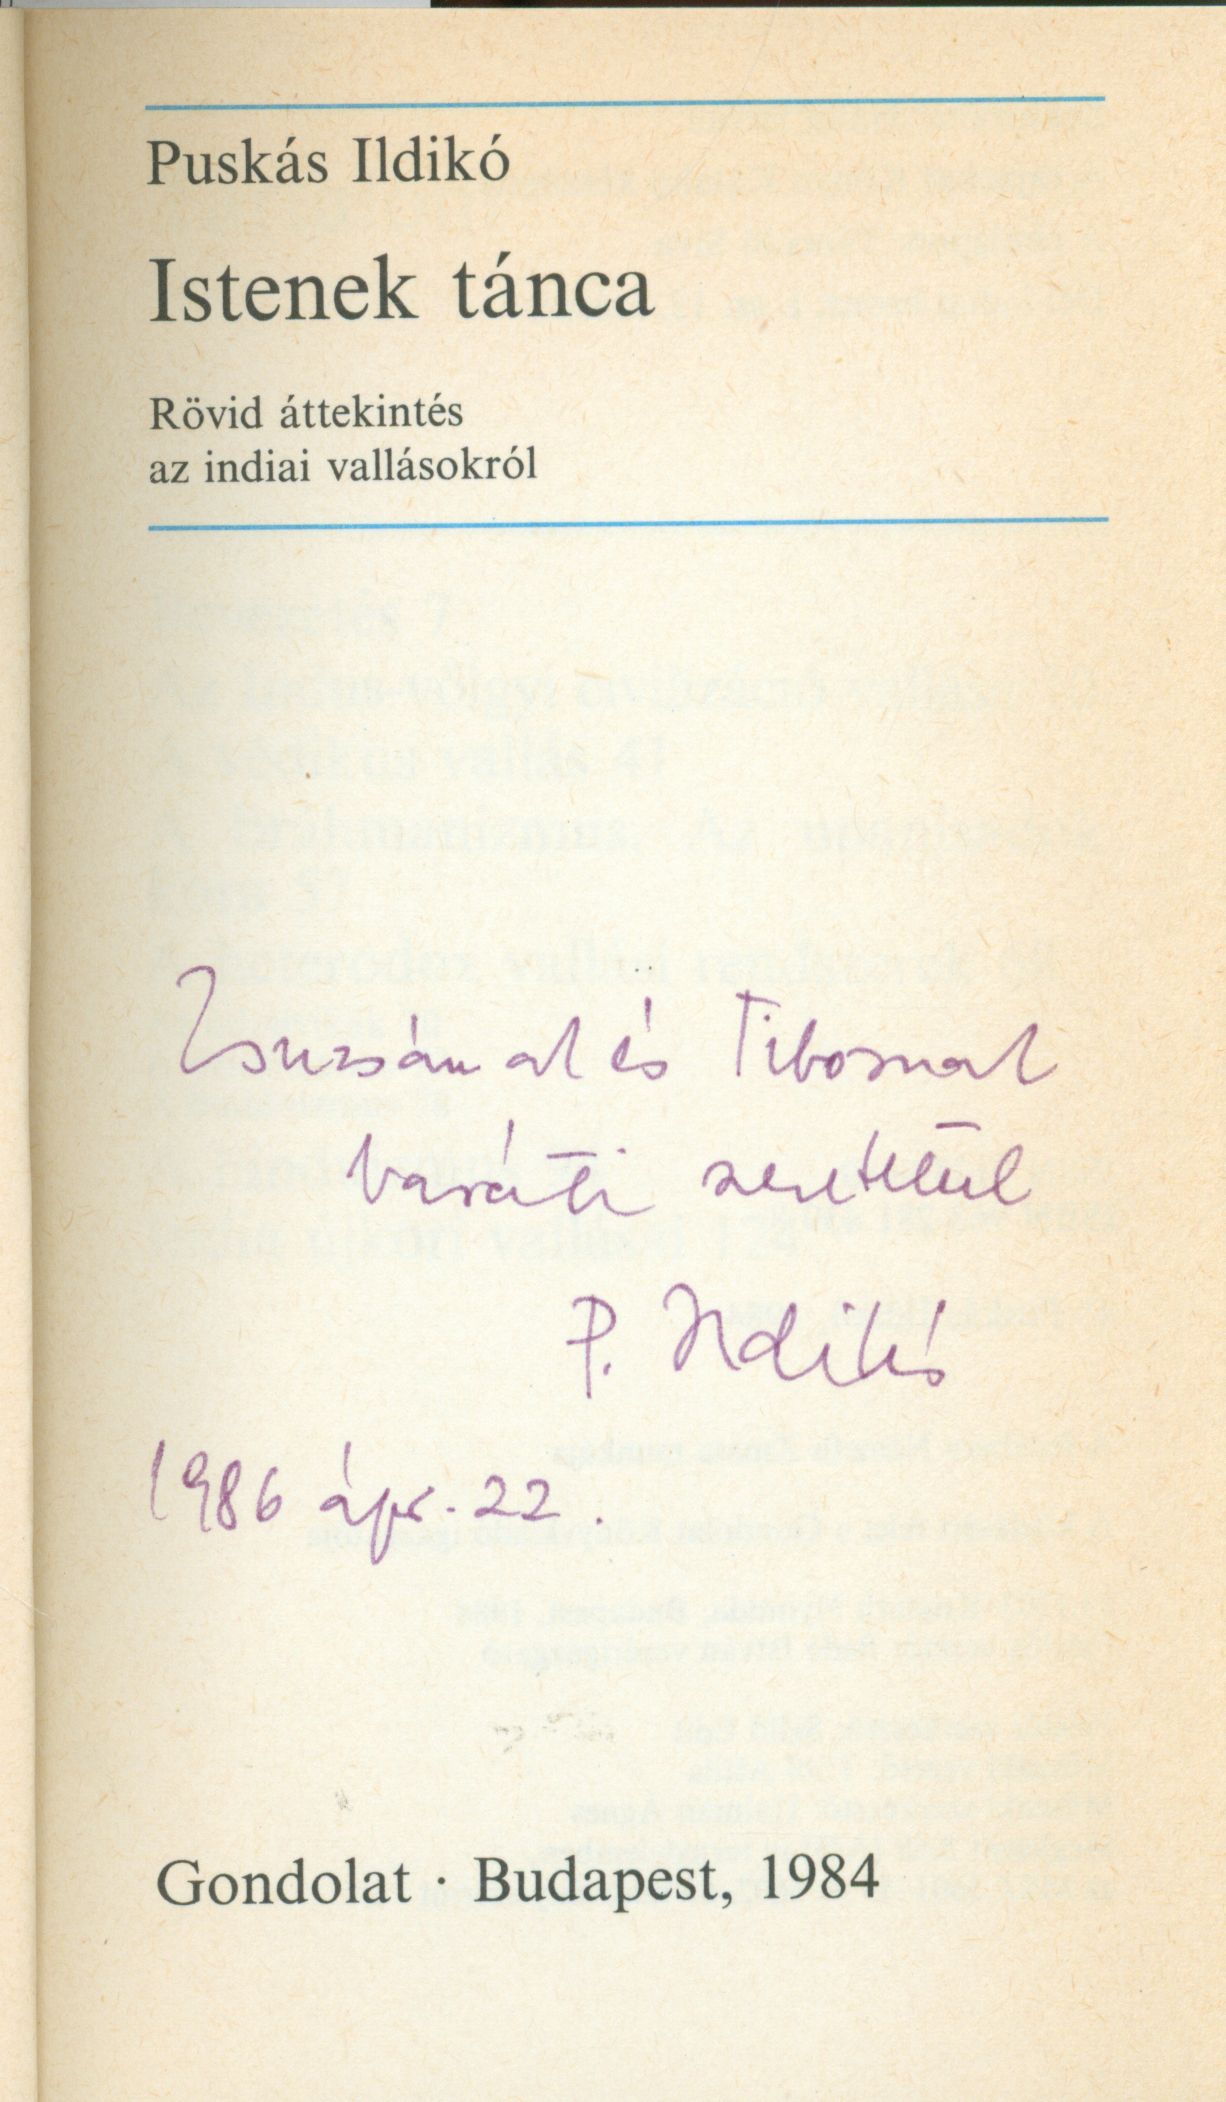 Puskás Ildikó
Istenek tánca
Rövid áttekintés
az indiai vallásokról
Zsuzsának és Tibornak
baráti szeretettel
P. Ildikó
1986 ápr. 22.
Gondolat · Budapest, 1984